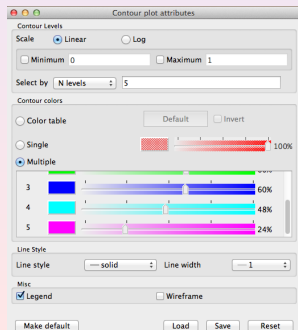 Contour plot attributes
Contour Levels
Scale Linear Log
Minimum 0 Maximum 1
Select by N levels 5
Contour colors
Color table Default Invert
Single 100%
Multiple
3 60%
4 48%
5 24%
Line Style
Line style solid Line width 1
Misc
Legend Wireframe
Make default Load Save Reset